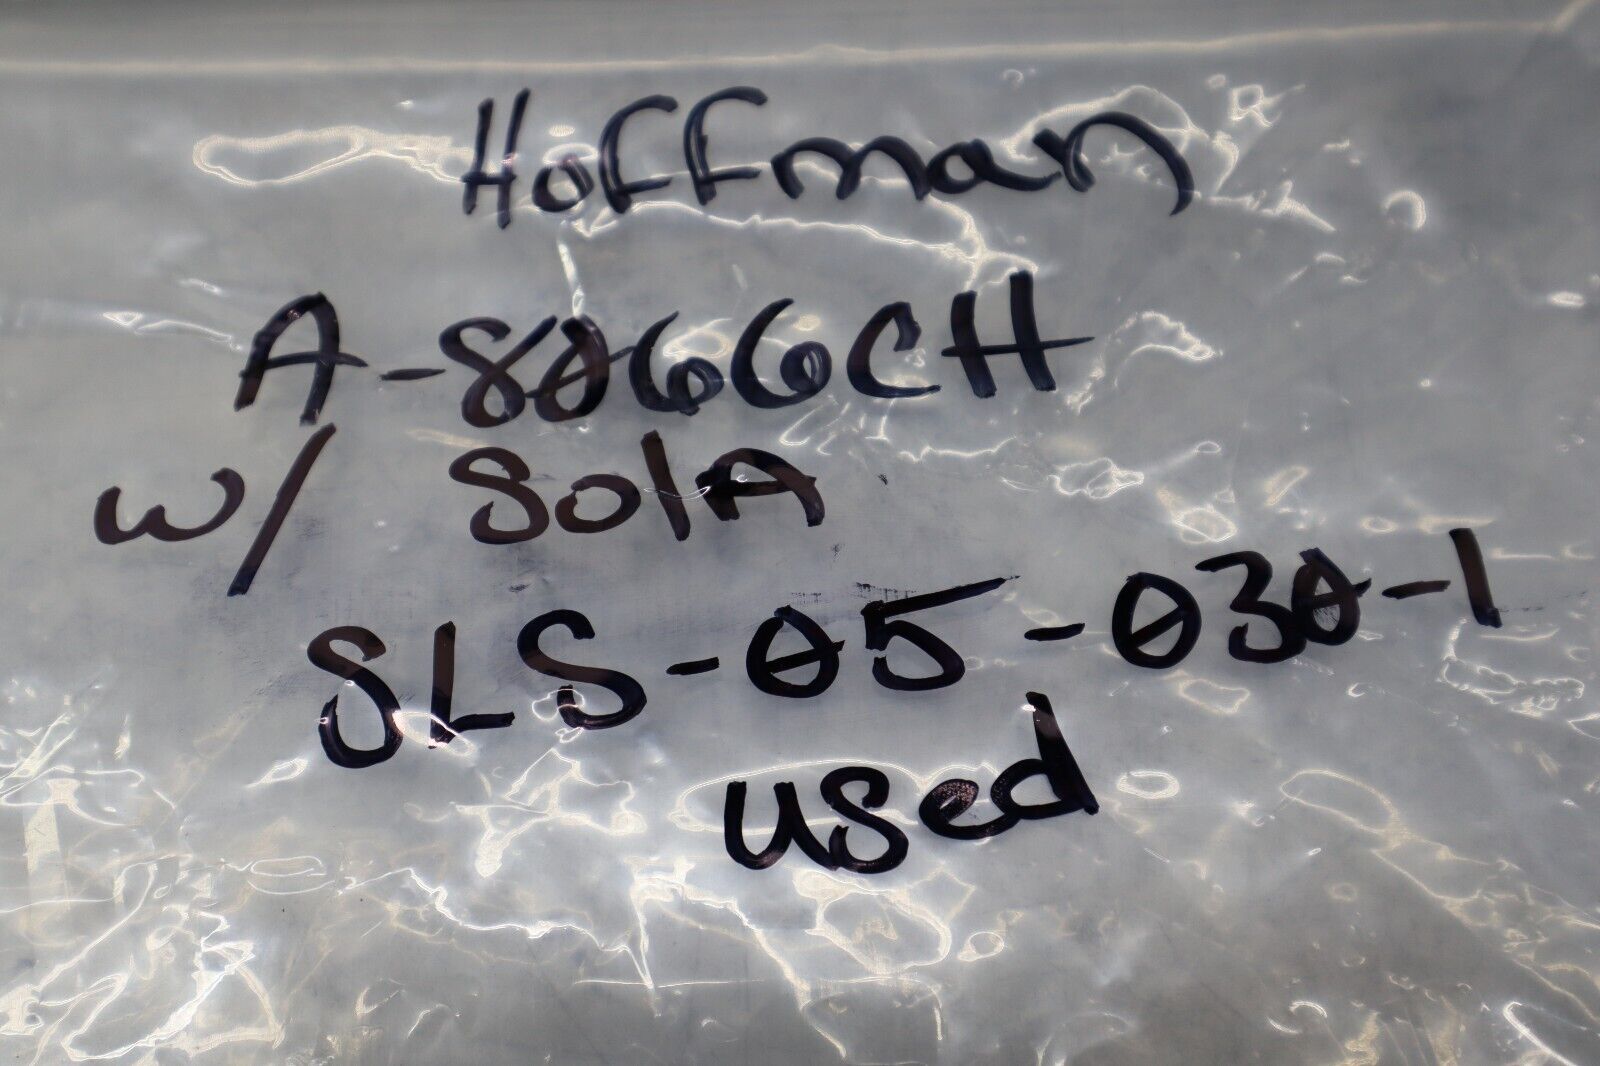 Hoffman
A-8066CH
w/ SolA
SLS-05-030-1
used